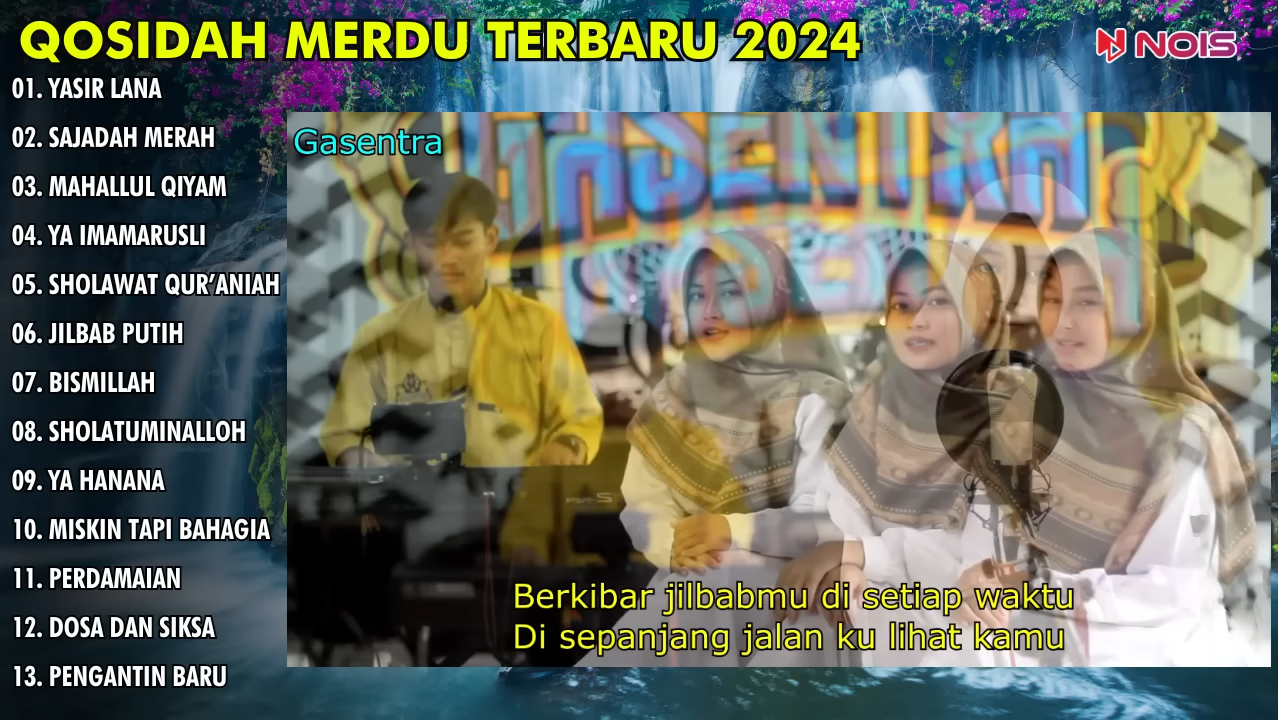 QOSIDAH MERDU TERBARU 2024
NOIS
01. YASIR LANA
02. SAJADAH MERAH
03. MAHALLUL QIYAM
04. YA IMAMARUSLI
05. SHOLAWAT QUR'ANIAH
06. JILBAB PUTIH
07. BISMILLAH
08. SHOLATUMINALLOH
09. YA HANANA
10. MISKIN TAPI BAHAGIA
11. PERDAMAIAN
12. DOSA DAN SIKSA
13. PENGANTIN BARU
Gasentra
GASENTRA
Berkibar jilbabmu di setiap waktu
Di sepanjang jalan ku lihat kamu